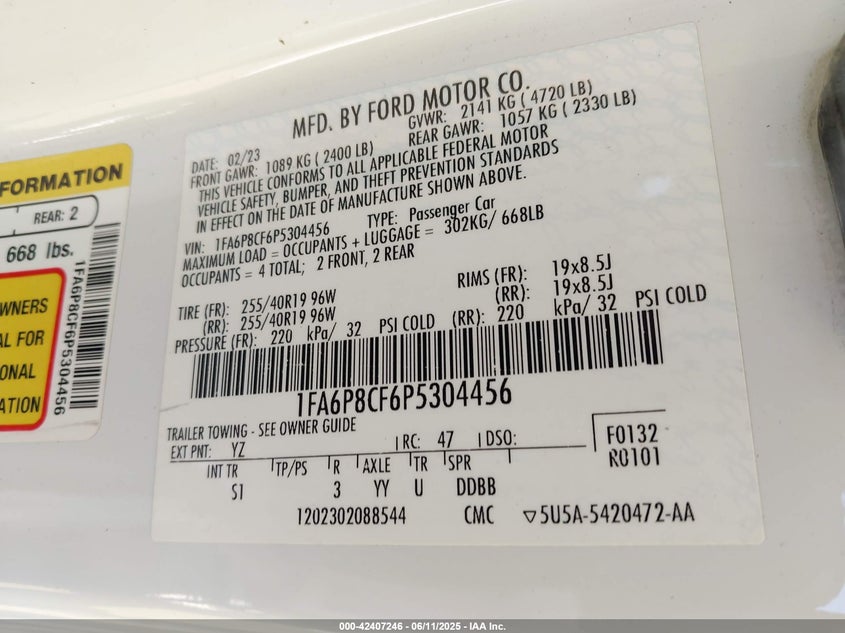 FORMATION
REAR: 2
668 lbs.
WNERS
AL FOR
ONAL
ATION
1FA6P8CF6P5304456
MFD. BY FORD MOTOR CO.
DATE: 02/23 GVWR: 2141 KG ( 4720 LB)
FRONT GAWR: 1089 KG ( 2400 LB) REAR GAWR: 1057 KG ( 2330 LB)
THIS VEHICLE CONFORMS TO ALL APPLICABLE FEDERAL MOTOR
VEHICLE SAFETY, BUMPER, AND THEFT PREVENTION STANDARDS
IN EFFECT ON THE DATE OF MANUFACTURE SHOWN ABOVE.
VIN: 1FA6P8CF6P5304456 TYPE: Passenger Car
MAXIMUM LOAD = OCCUPANTS + LUGGAGE = 302KG/ 668LB
OCCUPANTS = 4 TOTAL; 2 FRONT, 2 REAR
TIRE (FR): 255/40R19 96W RIMS (FR): 19x8.5J
(RR): 255/40R19 96W (RR): 19x8.5J
PRESSURE (FR): 220 kPa/ 32 PSI COLD (RR): 220 kPa/ 32 PSI COLD
1FA6P8CF6P5304456
TRAILER TOWING - SEE OWNER GUIDE
EXT PNT: YZ RC: 47 DSO: F0132
INT TR TP/PS R AXLE TR SPR R0101
S1 3 YY U DDBB
1202302088544 CMC ▽5U5A-5420472-AA
000-42407246 - 06/11/2025 - IAA Inc.